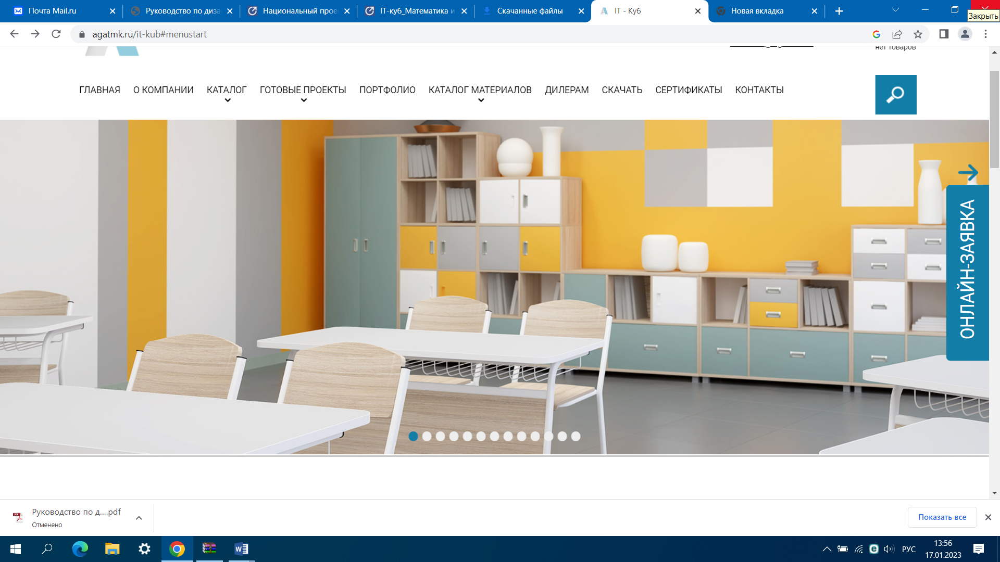 Почта Mail.ru
Руководство по диза
Национальный прое
IT-куб_Математика и
Скачанные файлы
IT - Куб
Новая вкладка
Закрыть
agatmk.ru/it-kub#menustart
нет товаров
ГЛАВНАЯ
О КОМПАНИИ
КАТАЛОГ
ГОТОВЫЕ ПРОЕКТЫ
ПОРТФОЛИО
КАТАЛОГ МАТЕРИАЛОВ
ДИЛЕРАМ
СКАЧАТЬ
СЕРТИФИКАТЫ
КОНТАКТЫ
ОНЛАЙН-ЗАЯВКА
Руководство по д....pdf
Отменено
Показать все
РУС
13:56
17.01.2023